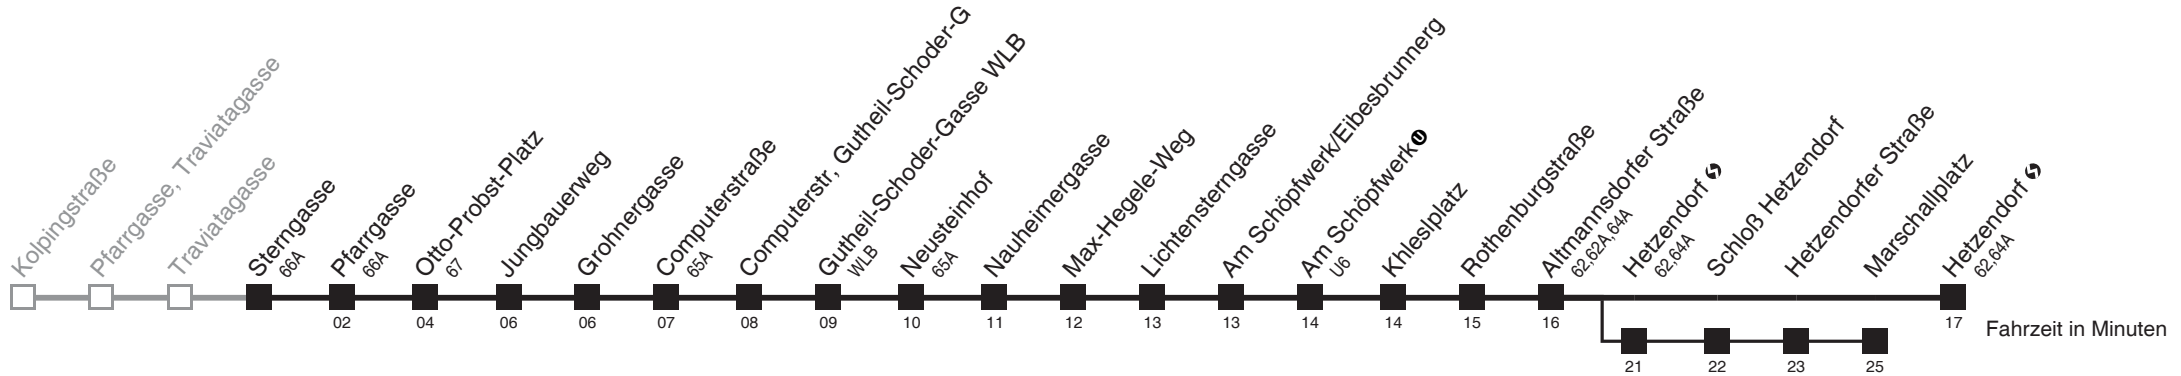 Kolpingstraße
Pfarrgasse, Traviatagasse
Traviatagasse
Sterngasse
66A
Pfarrgasse
66A
Otto-Probst-Platz
67
Jungbauerweg
Grohnergasse
Computerstraße
65A
Computerstr, Gutheil-Schoder-G
Gutheil-Schoder-Gasse WLB
WLB
Neusteinhof
65A
Nauheimergasse
Max-Hegele-Weg
Lichtensterngasse
Am Schöpfwerk/Eibesbrunnerg
Am Schöpfwerk U
U6
Khleslplatz
Rothenburgstraße
Altmannsdorfer Straße
62,62A,64A
Hetzendorf
62,64A
Schloß Hetzendorf
Hetzendorfer Straße
Marschallplatz
Hetzendorf
62,64A
02 04 06 06 07 08 09 10 11 12 13 13 14 14 15 16 17
Fahrzeit in Minuten
21 22 23 25